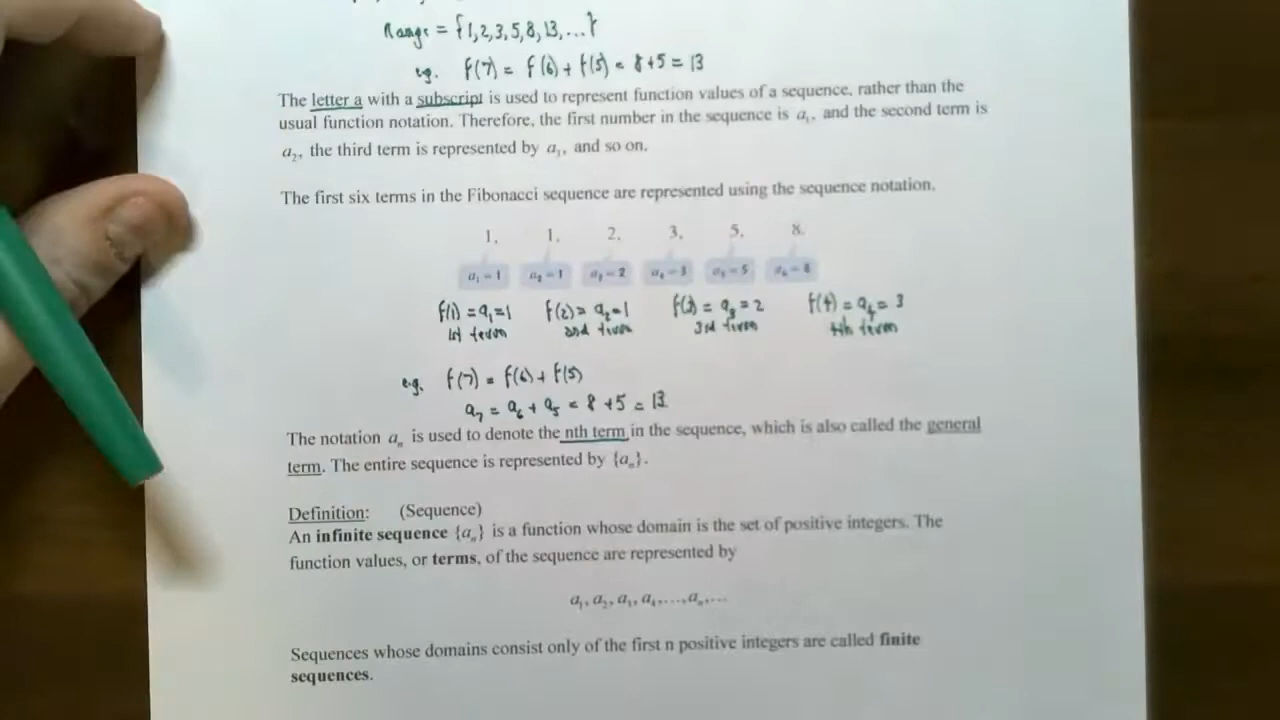 Range = {1,2,3,5,8,13,...}
eg. f(7) = f(6) + f(5) = 8+5 = 13
The letter a with a subscript is used to represent function values of a sequence, rather than the
usual function notation. Therefore, the first number in the sequence is a₁, and the second term is
a₂, the third term is represented by a₃, and so on.
The first six terms in the Fibonacci sequence are represented using the sequence notation.
1, 1, 2, 3, 5, 8
a₁ = 1 a₂ = 1 a₃ = 2 a₄ = 3 a₅ = 5 a₆ = 8
f(1) = a₁ = 1 f(2) = a₂ = 1 f(3) = a₃ = 2 f(4) = a₄ = 3
1st term 2nd term 3rd term 4th term
e.g. f(7) = f(6) + f(5)
a₇ = a₆ + a₅ = 8 + 5 = 13
The notation aₙ is used to denote the nth term in the sequence, which is also called the general
term. The entire sequence is represented by {aₙ}.
Definition: (Sequence)
An infinite sequence {aₙ} is a function whose domain is the set of positive integers. The
function values, or terms, of the sequence are represented by
a₁, a₂, a₃, a₄,…, aₙ,…
Sequences whose domains consist only of the first n positive integers are called finite
sequences.